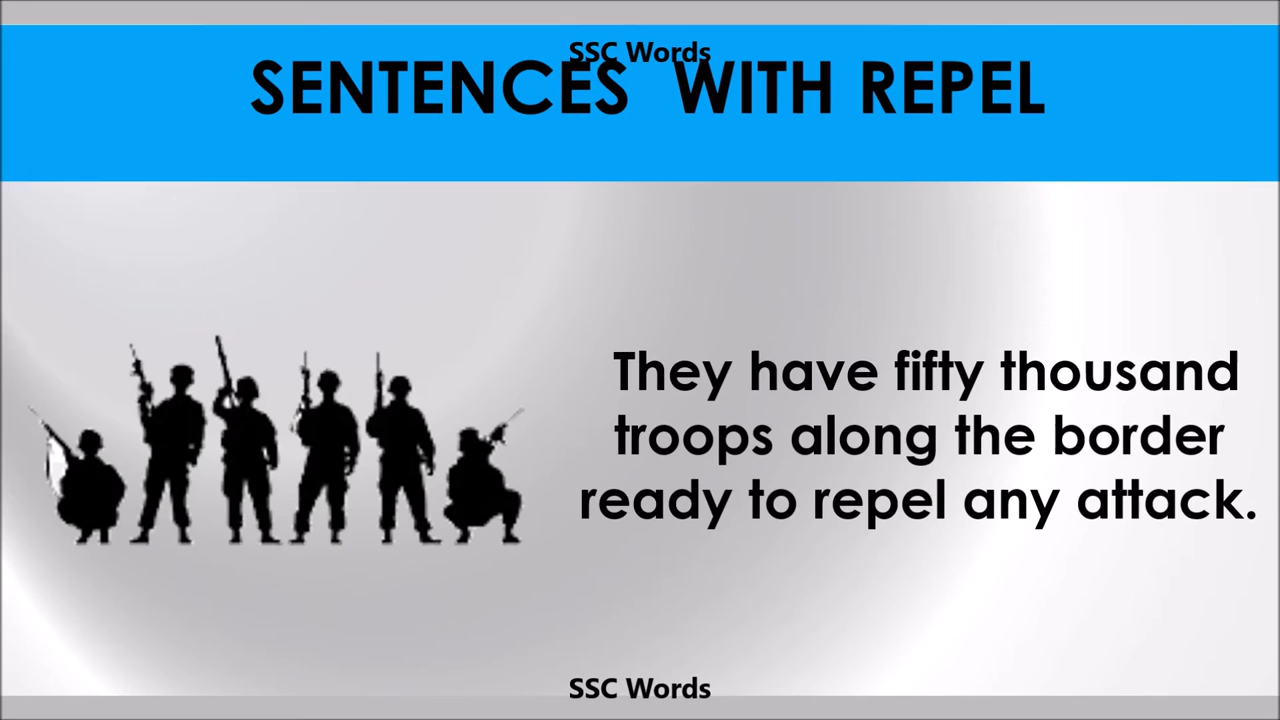 SSC Words
SENTENCES WITH REPEL
They have fifty thousand
troops along the border
ready to repel any attack.
SSC Words